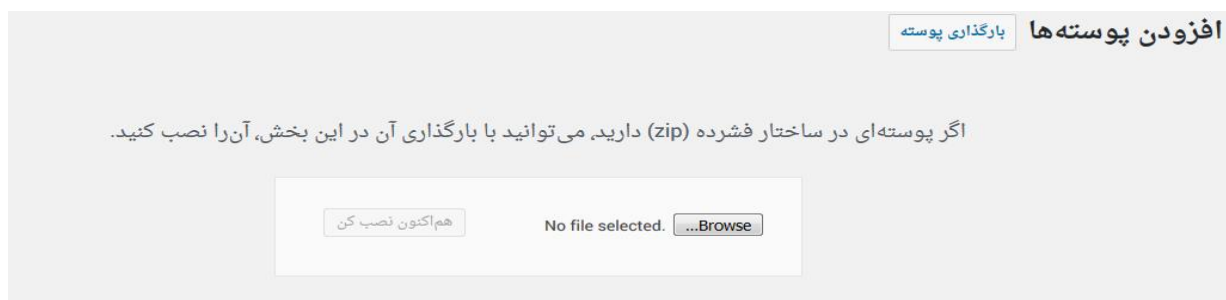 افزودن پوسته‌ها بارگذاری پوسته
اگر پوسته‌ای در ساختار فشرده (zip) دارید، می‌توانید با بارگذاری آن در این بخش، آن‌را نصب کنید.
Browse... No file selected. هم‌اکنون نصب کن